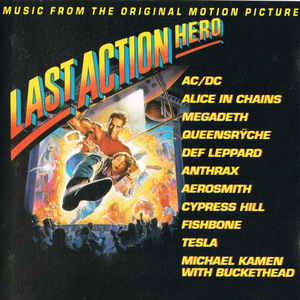 MUSIC FROM THE ORIGINAL MOTION PICTURE
LAST ACTION HERO
AC/DC
ALICE IN CHAINS
MEGADETH
QUEENSRŸCHE
DEF LEPPARD
ANTHRAX
AEROSMITH
CYPRESS HILL
FISHBONE
TESLA
MICHAEL KAMEN
WITH BUCKETHEAD